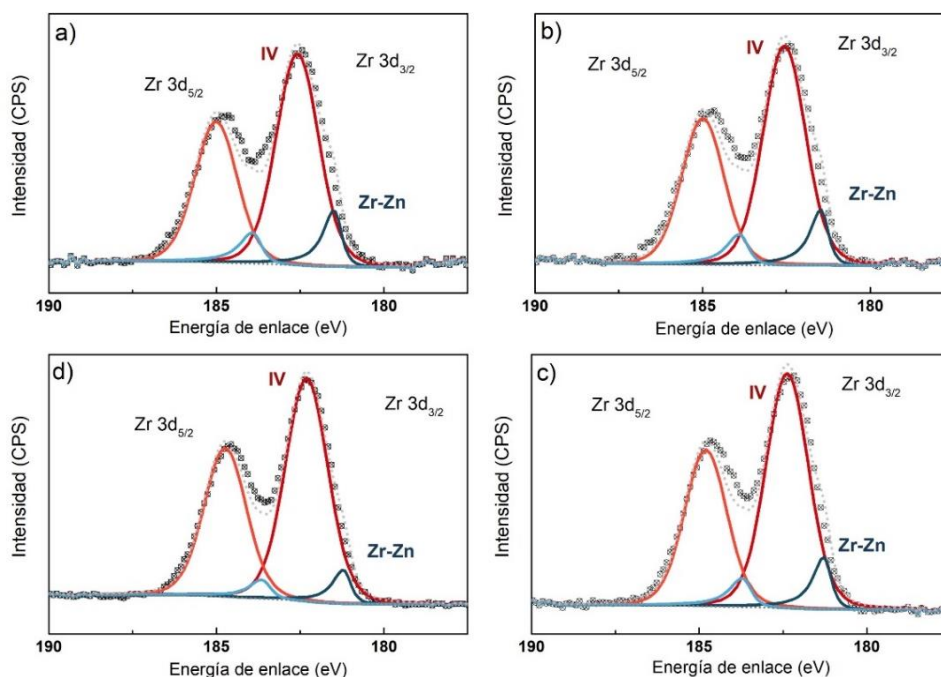 a)
IV
Zr 3d3/2
Zr 3d5/2
Zr-Zn
Intensidad (CPS)
190 185 180
Energía de enlace (eV)
b)
IV
Zr 3d3/2
Zr 3d5/2
Zr-Zn
Intensidad (CPS)
190 185 180
Energía de enlace (eV)
d)
IV
Zr 3d3/2
Zr 3d5/2
Zr-Zn
Intensidad (CPS)
190 185 180
Energía de enlace (eV)
c)
IV
Zr 3d3/2
Zr 3d5/2
Zr-Zn
Intensidad (CPS)
190 185 180
Energía de enlace (eV)